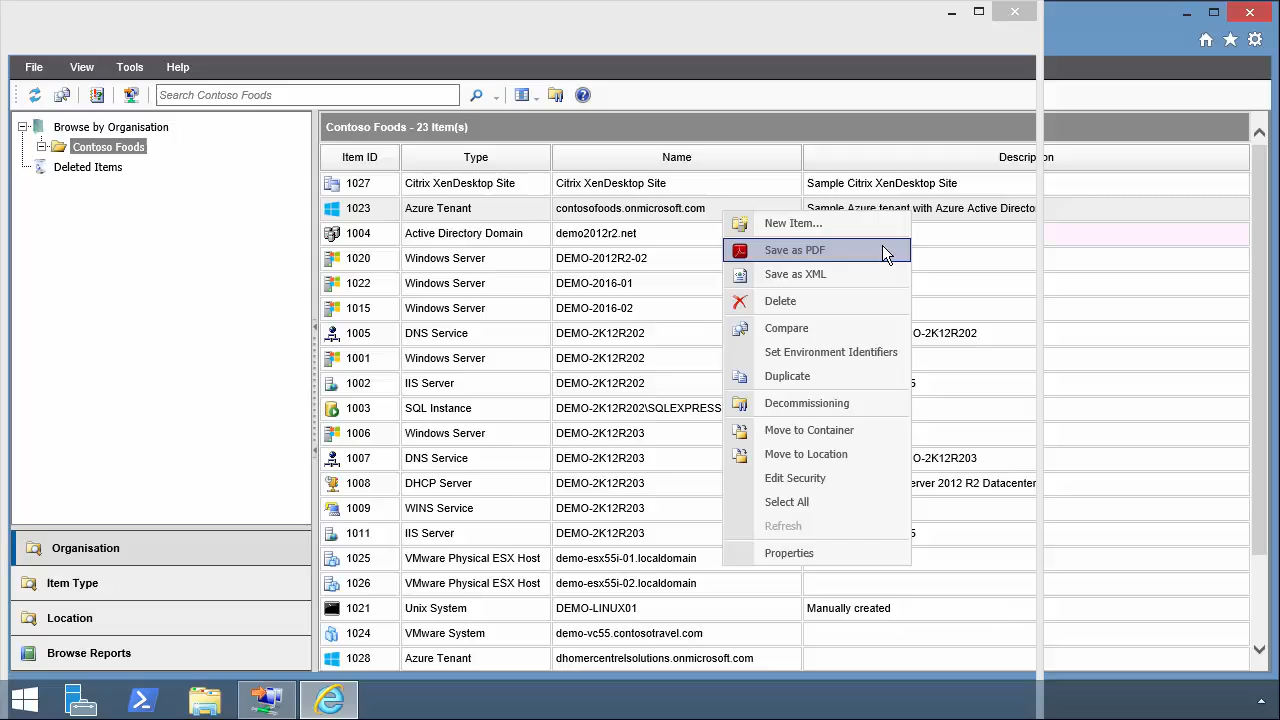 File View Tools Help
Search Contoso Foods
Browse by Organisation
Contoso Foods
Deleted Items
Organisation
Item Type
Location
Browse Reports
Contoso Foods - 23 Item(s)
Item ID Type Name Description
1027 Citrix XenDesktop Site Citrix XenDesktop Site Sample Citrix XenDesktop Site
1023 Azure Tenant contosofoods.onmicrosoft.com Sample Azure tenant with Azure Active Directo
1004 Active Directory Domain demo2012r2.net
1020 Windows Server DEMO-2012R2-02
1022 Windows Server DEMO-2016-01
1015 Windows Server DEMO-2016-02
1005 DNS Service DEMO-2K12R202 O-2K12R202
1001 Windows Server DEMO-2K12R202
1002 IIS Server DEMO-2K12R202 5
1003 SQL Instance DEMO-2K12R202\SQLEXPRESS
1006 Windows Server DEMO-2K12R203
1007 DNS Service DEMO-2K12R203 O-2K12R203
1008 DHCP Server DEMO-2K12R203 erver 2012 R2 Datacenter
1009 WINS Service DEMO-2K12R203
1011 IIS Server DEMO-2K12R203 5
1025 VMware Physical ESX Host demo-esx55i-01.localdomain
1026 VMware Physical ESX Host demo-esx55i-02.localdomain
1021 Unix System DEMO-LINUX01 Manually created
1024 VMware System demo-vc55.contosotravel.com
1028 Azure Tenant dhomercentrelsolutions.onmicrosoft.com
New Item...
Save as PDF
Save as XML
Delete
Compare
Set Environment Identifiers
Duplicate
Decommissioning
Move to Container
Move to Location
Edit Security
Select All
Refresh
Properties